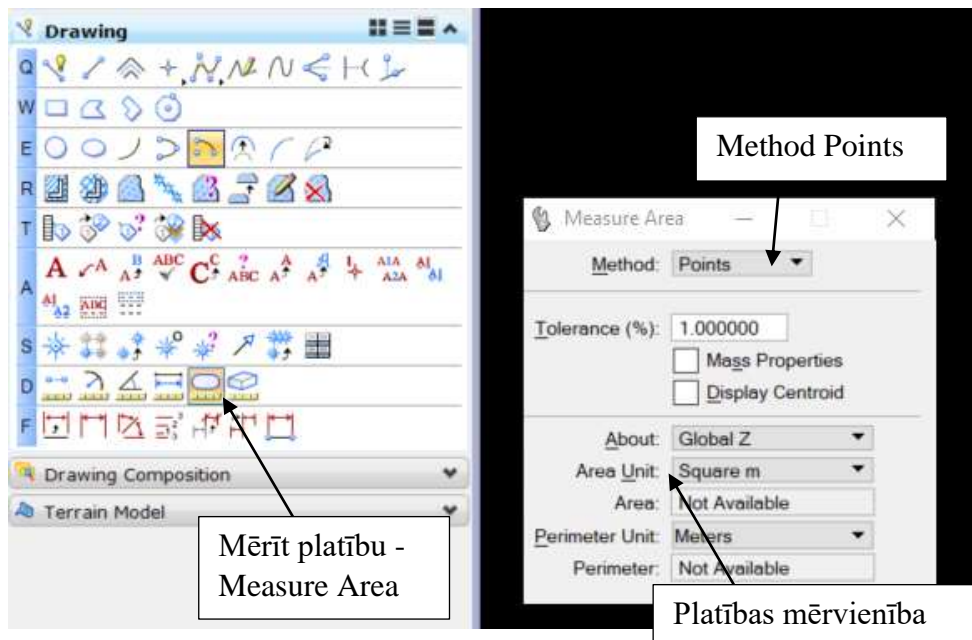 Drawing
Q
W
E
R
T
A
S
D
F
Drawing Composition
Terrain Model
Mērīt platību -
Measure Area
Method Points
Measure Area
Method: Points
Tolerance (%): 1.000000
Mass Properties
Display Centroid
About: Global Z
Area Unit: Square m
Area: Not Available
Perimeter Unit: Meters
Perimeter: Not Available
Platības mērvienība